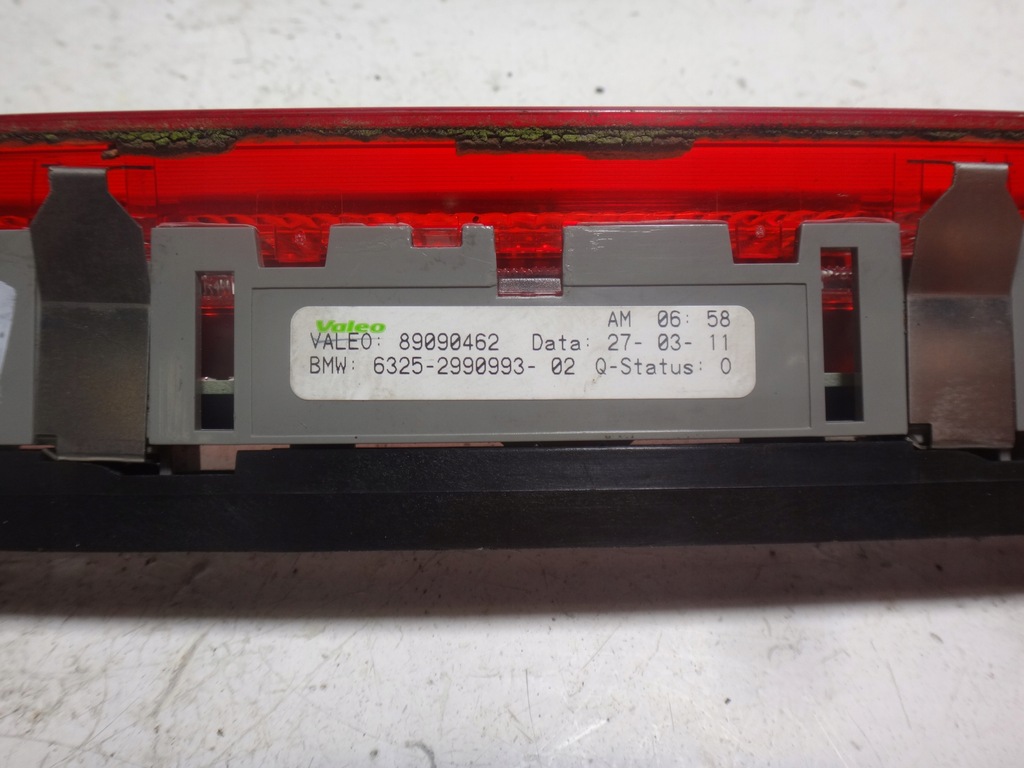 AM 06: 58
Valeo
VALEO: 89090462 Data: 27- 03- 11
BMW: 6325-2990993- 02 Q-Status: 0